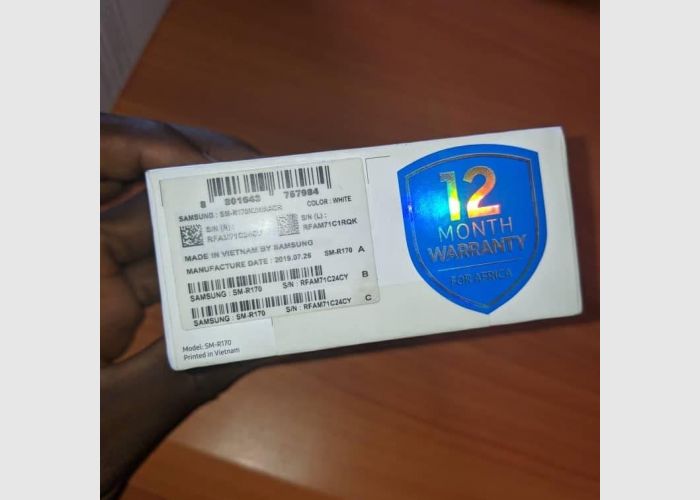 8 801643 757984
SAMSUNG : COLOR : WHITE
S/N (R) : S/N (L) :
RFAM71C24CY RFAM71C1RQK
MADE IN VIETNAM BY SAMSUNG
MANUFACTURE DATE : 2019.07.26 SM-R170 A
B
SAMSUNG : SM-R170 S/N : RFAM71C24CY
C
SAMSUNG : SM-R170 S/N : RFAM71C24CY
Model: SM-R170
Printed in Vietnam
12
MONTH
WARRANTY
FOR AFRICA